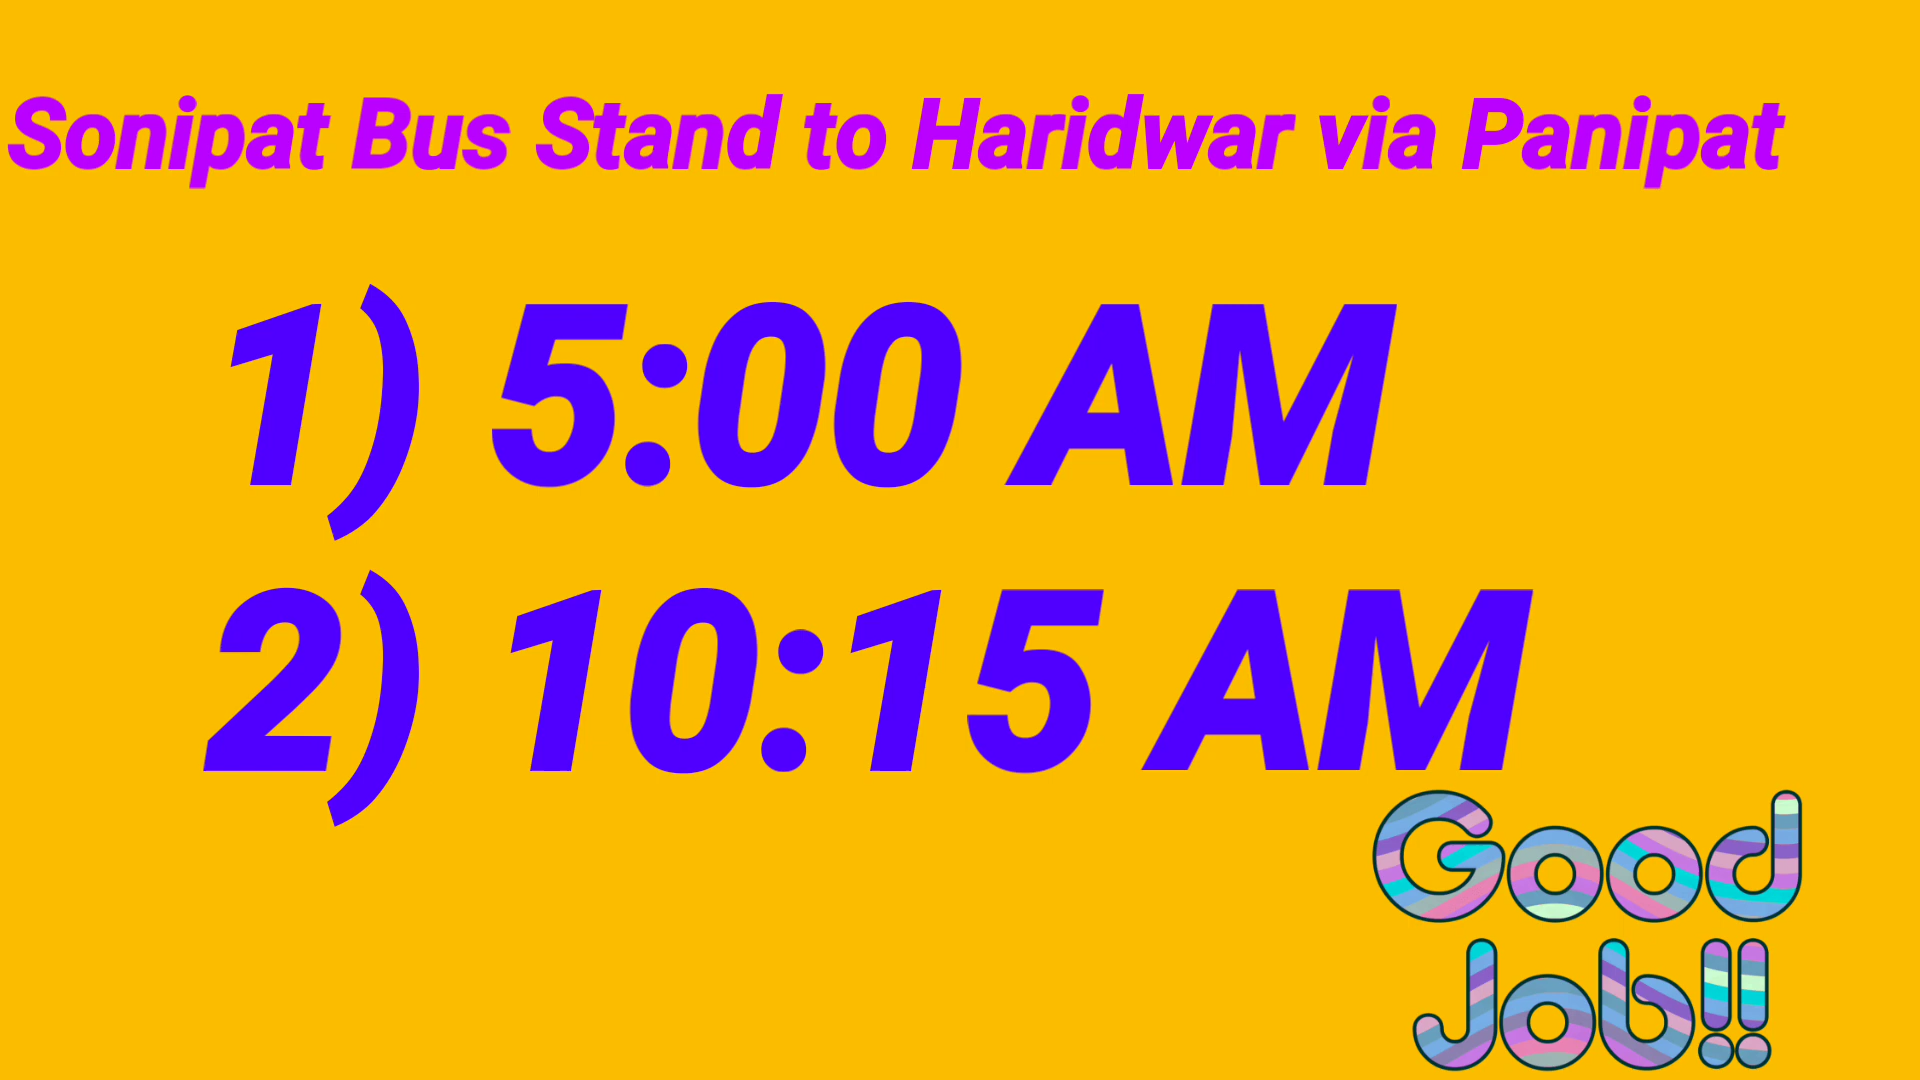 Sonipat Bus Stand to Haridwar via Panipat
1) 5:00 AM
2) 10:15 AM
Good
Job!!